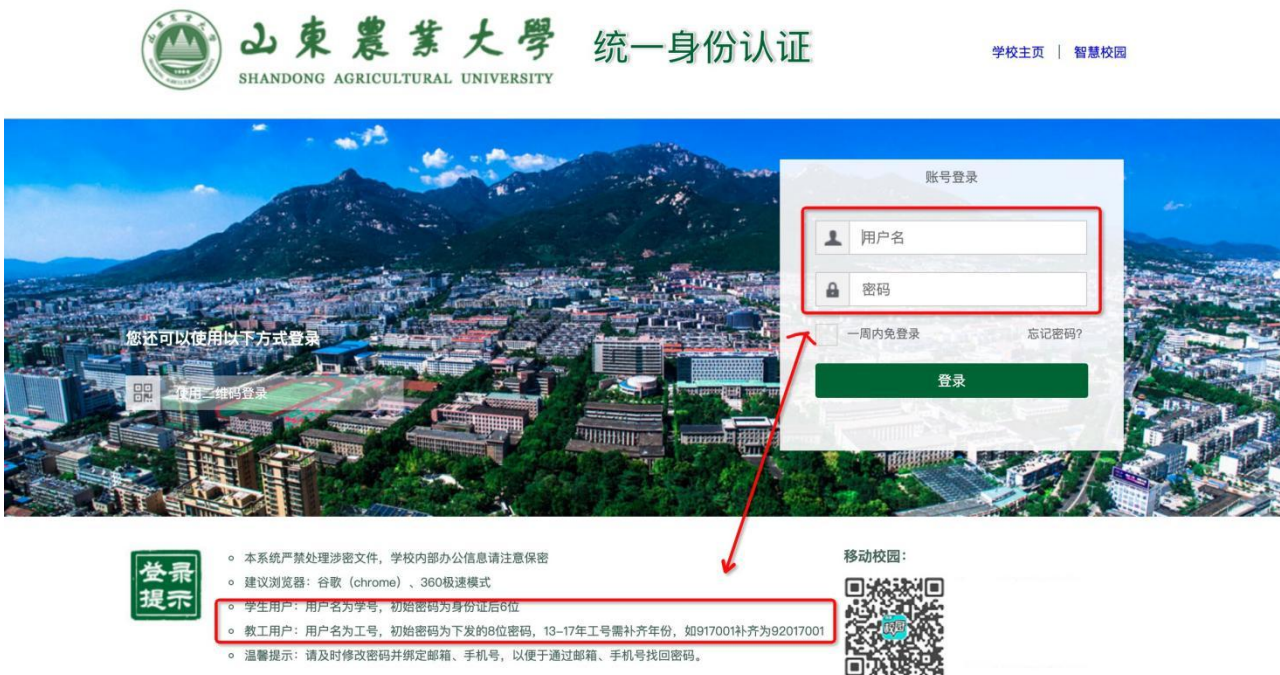 山東農業大學
SHANDONG AGRICULTURAL UNIVERSITY
统一身份认证
学校主页 | 智慧校园
账号登录
用户名
密码
一周内免登录 忘记密码?
登录
您还可以使用以下方式登录
使用二维码登录
登录
提示
本系统严禁处理涉密文件，学校内部办公信息请注意保密
建议浏览器：谷歌（chrome）、360极速模式
学生用户：用户名为学号，初始密码为身份证后6位
教工用户：用户名为工号，初始密码为下发的8位密码，13-17年工号需补齐年份，如917001补齐为92017001
温馨提示：请及时修改密码并绑定邮箱、手机号，以便于通过邮箱、手机号找回密码。
移动校园：